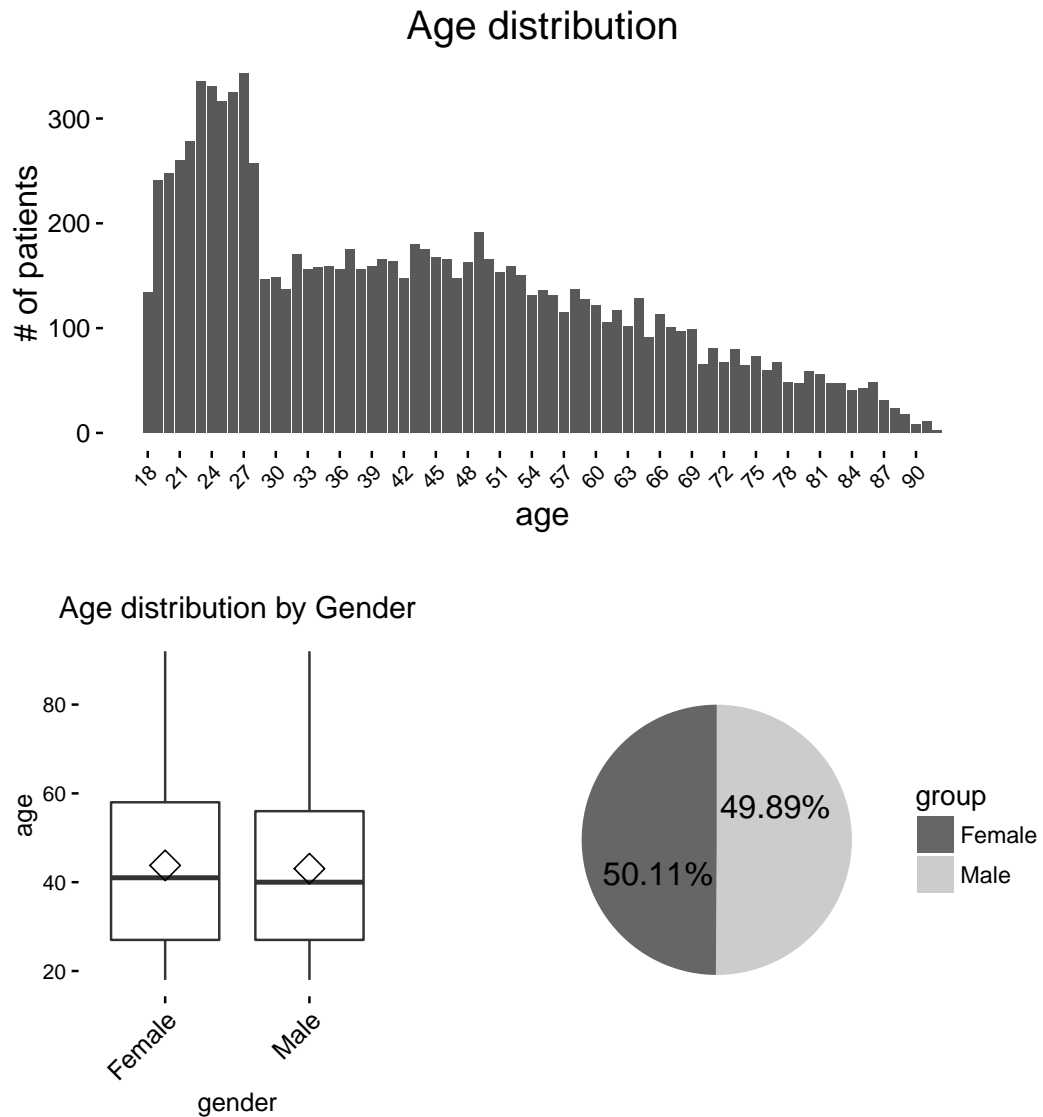 Age distribution
# of patients
300
200
100
0
18 21 24 27 30 33 36 39 42 45 48 51 54 57 60 63 66 69 72 75 78 81 84 87 90
age
Age distribution by Gender
age
80
60
40
20
Female Male
gender
49.89%
50.11%
group
Female
Male